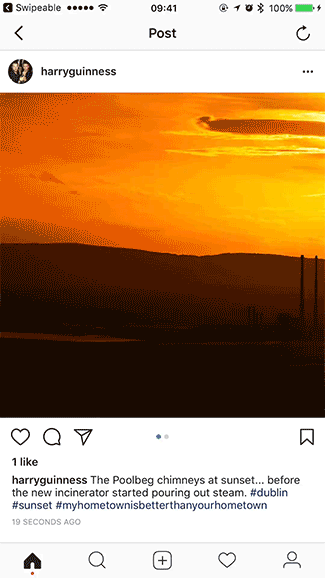 Swipeable 09:41 100%
Post
harryguinness
1 like
harryguinness The Poolbeg chimneys at sunset... before
the new incinerator started pouring out steam. #dublin
#sunset #myhometownisbetterthanyourhometown
19 SECONDS AGO